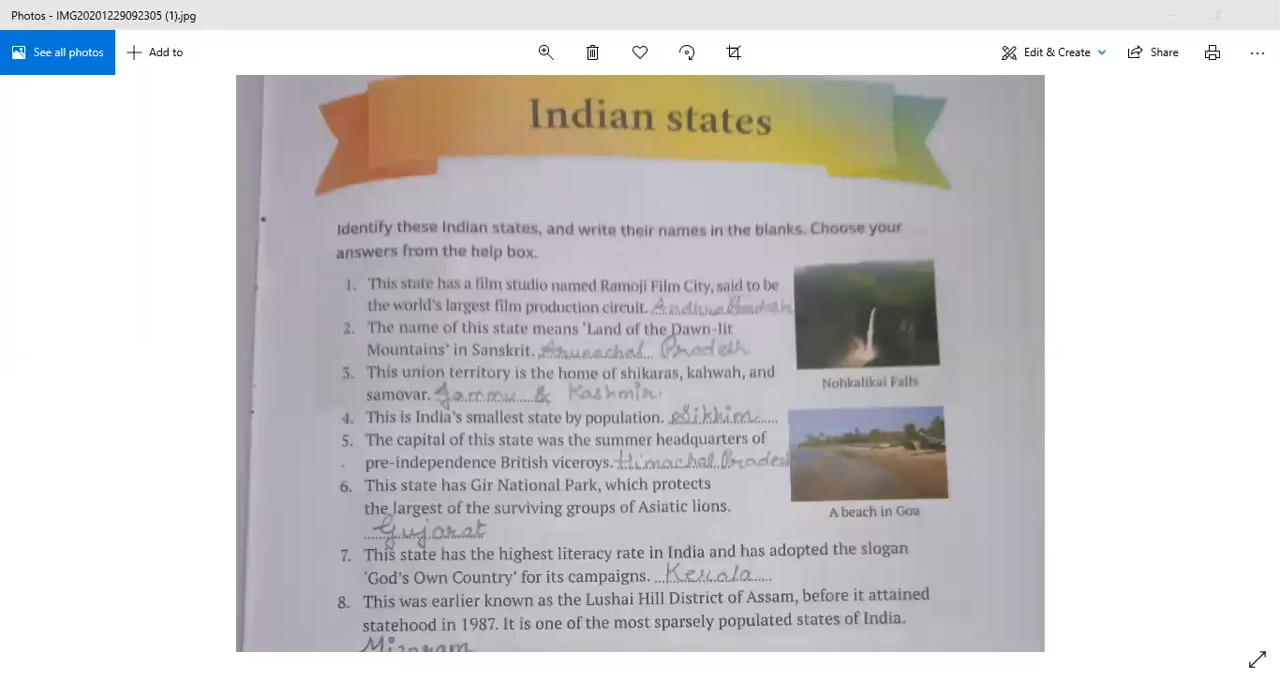 Photos - IMG20201229092305 (1).jpg
See all photos
Add to
Edit & Create
Share
Indian states
Identify these Indian states, and write their names in the blanks. Choose your
answers from the help box.
1. This state has a film studio named Ramoji Film City, said to be
the world's largest film production circuit. Andhra Pradesh
2. The name of this state means 'Land of the Dawn-lit
Mountains' in Sanskrit. Arunachal Pradesh
Nohkalikai Falls
3. This union territory is the home of shikaras, kahwah, and
samovar. Jammu & Kashmir
4. This is India's smallest state by population. Sikkim
5. The capital of this state was the summer headquarters of
pre-independence British viceroys. Himachal Pradesh
6. This state has Gir National Park, which protects
the largest of the surviving groups of Asiatic lions.
Gujarat
A beach in Goa
7. This state has the highest literacy rate in India and has adopted the slogan
'God's Own Country' for its campaigns. Kerala
8. This was earlier known as the Lushai Hill District of Assam, before it attained
statehood in 1987. It is one of the most sparsely populated states of India.
Mizoram